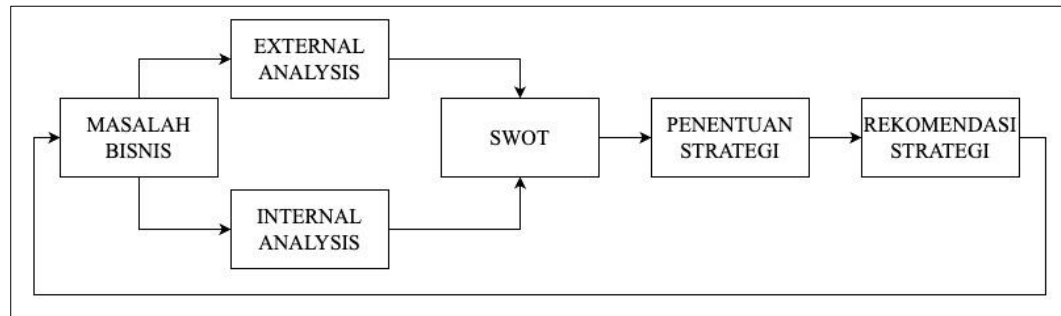 EXTERNAL
ANALYSIS
MASALAH
BISNIS
SWOT
PENENTUAN
STRATEGI
REKOMENDASI
STRATEGI
INTERNAL
ANALYSIS